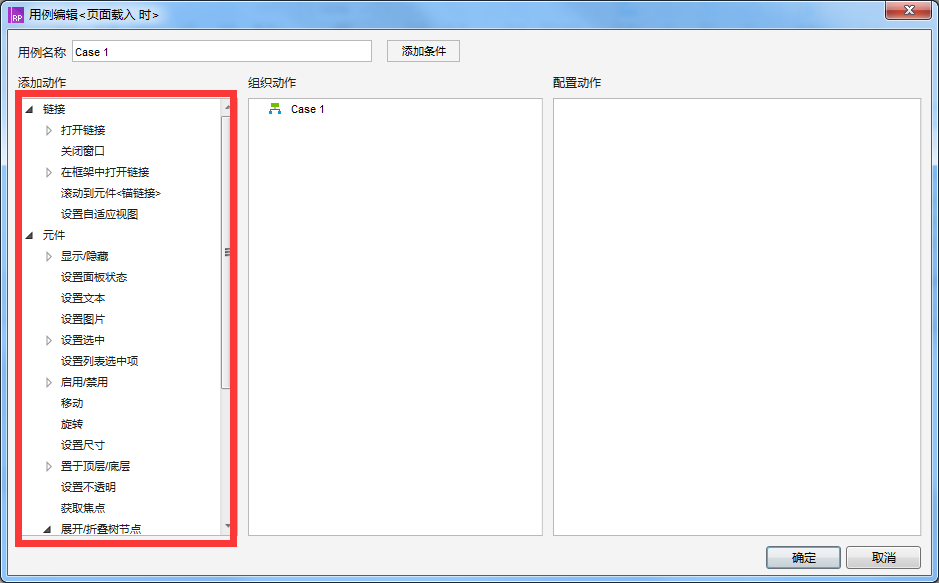 RP 用例编辑<页面载入 时>
用例名称 Case 1 添加条件
添加动作 组织动作 配置动作
链接
打开链接
关闭窗口
在框架中打开链接
滚动到元件<锚链接>
设置自适应视图
元件
显示/隐藏
设置面板状态
设置文本
设置图片
设置选中
设置列表选中项
启用/禁用
移动
旋转
设置尺寸
置于顶层/底层
设置不透明
获取焦点
展开/折叠树节点
Case 1
确定 取消